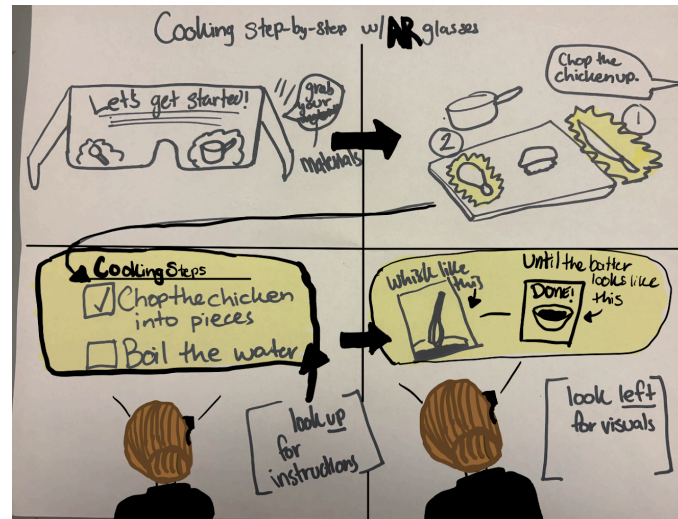 Cooking step-by-step w/AR glasses
Let's get started!
grab
your
materials
Chop the
chicken up.
1
2
Cooking Steps
Chop the chicken
into pieces
Boil the water
look up
for
instructions
whisk like
this
Until the batter
looks like
this
DONE!
look left
for visuals